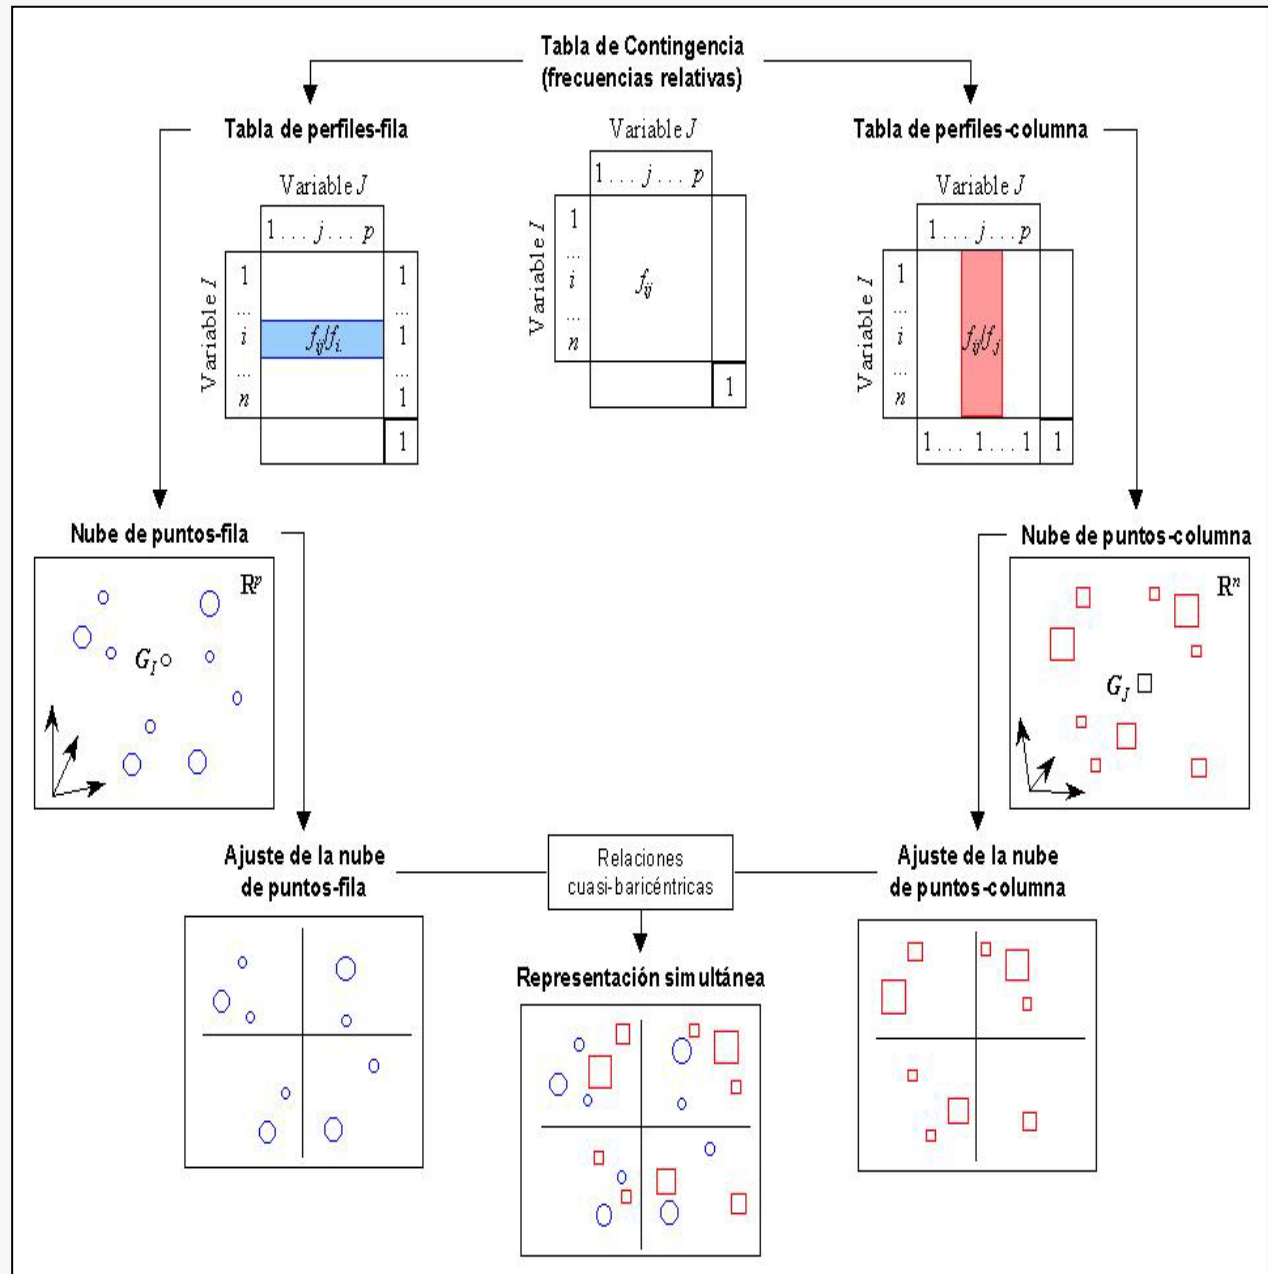 Tabla de Contingencia
(frecuencias relativas)
Tabla de perfiles-fila
Variable J
Tabla de perfiles-columna
1 . . . j . . . p
Variable I
1
...
i
...
n
f_ij
1
Variable J
1 . . . j . . . p
Variable I
1 1
... ...
i f_ij/f_i. 1
... ...
n 1
1
Variable J
1 . . . j . . . p
Variable I
1
...
i f_ij/f_.j
...
n
1 . . . 1 . . . 1 1
Nube de puntos-fila
R^p
G_I
Nube de puntos-columna
R^n
G_J
Ajuste de la nube
de puntos-fila
Relaciones
cuasi-baricéntricas
Ajuste de la nube
de puntos-columna
Representación simultánea